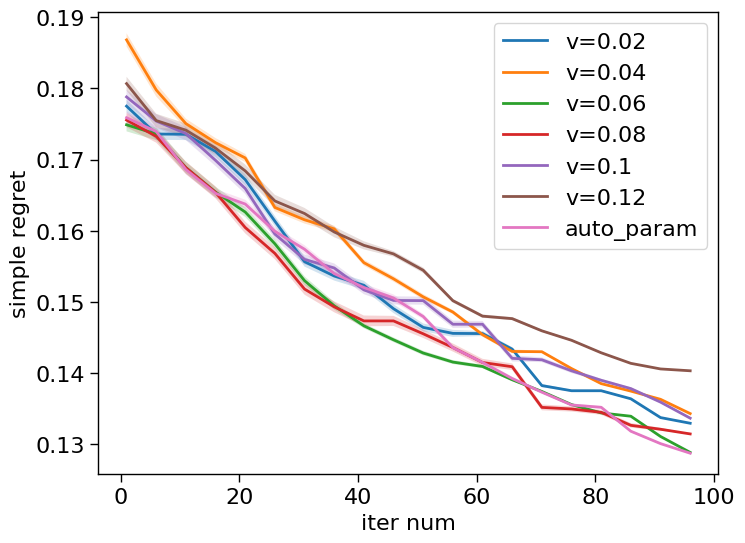 0.19
0.18
0.17
0.16
0.15
0.14
0.13
simple regret
v=0.02
v=0.04
v=0.06
v=0.08
v=0.1
v=0.12
auto_param
0 20 40 60 80 100
iter num